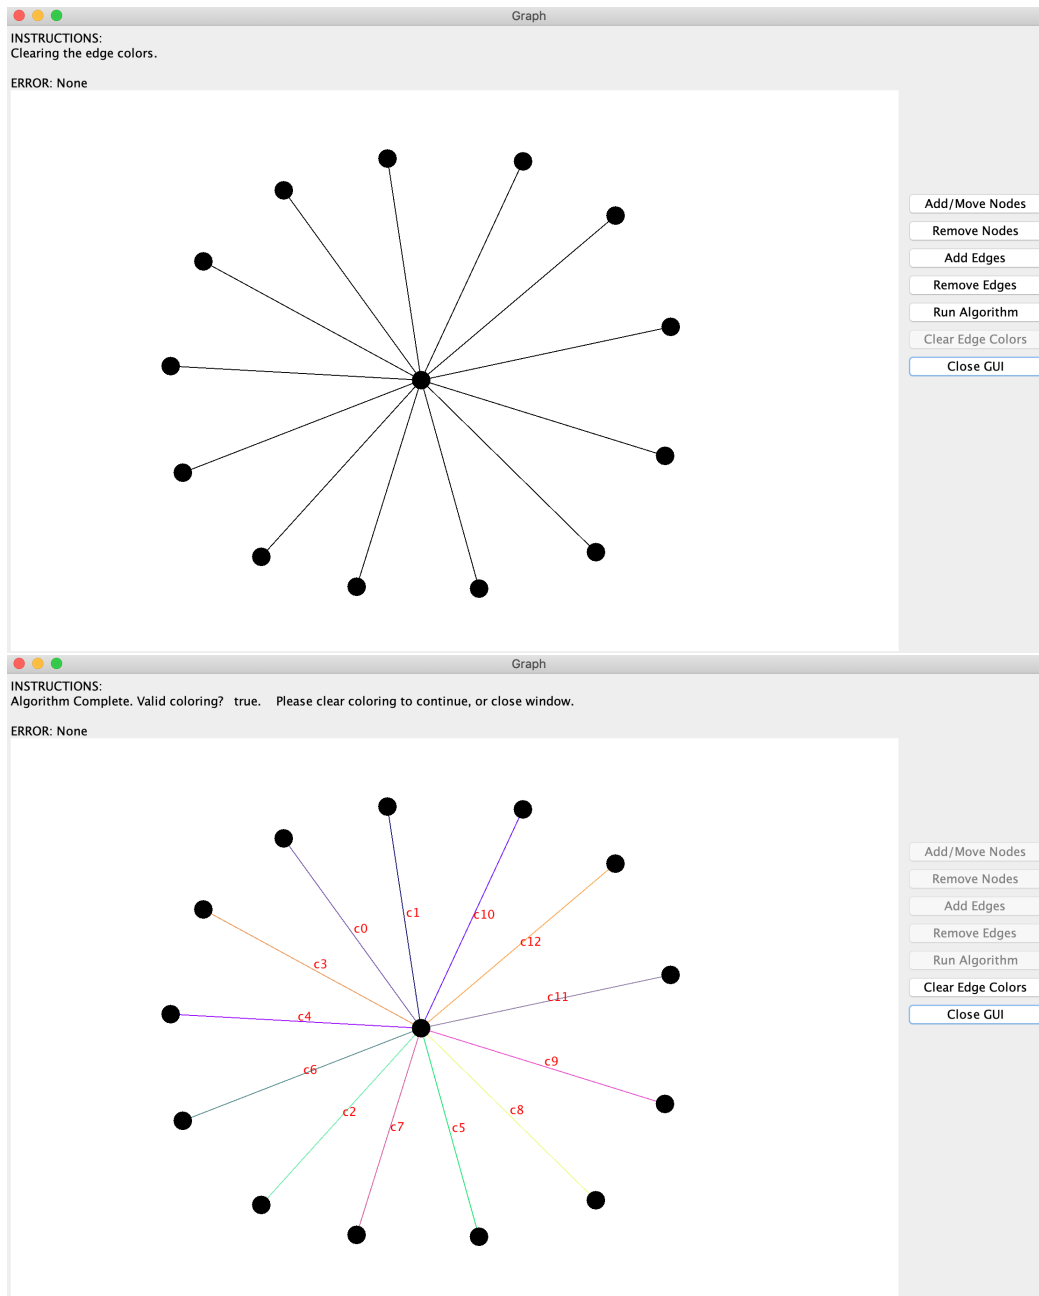 Graph
INSTRUCTIONS:
Clearing the edge colors.
ERROR: None
Add/Move Nodes
Remove Nodes
Add Edges
Remove Edges
Run Algorithm
Clear Edge Colors
Close GUI
Graph
INSTRUCTIONS:
Algorithm Complete. Valid coloring? true. Please clear coloring to continue, or close window.
ERROR: None
c1
c10
c0
c12
c3
c11
c4
c9
c6
c8
c2
c7
c5
Add/Move Nodes
Remove Nodes
Add Edges
Remove Edges
Run Algorithm
Clear Edge Colors
Close GUI